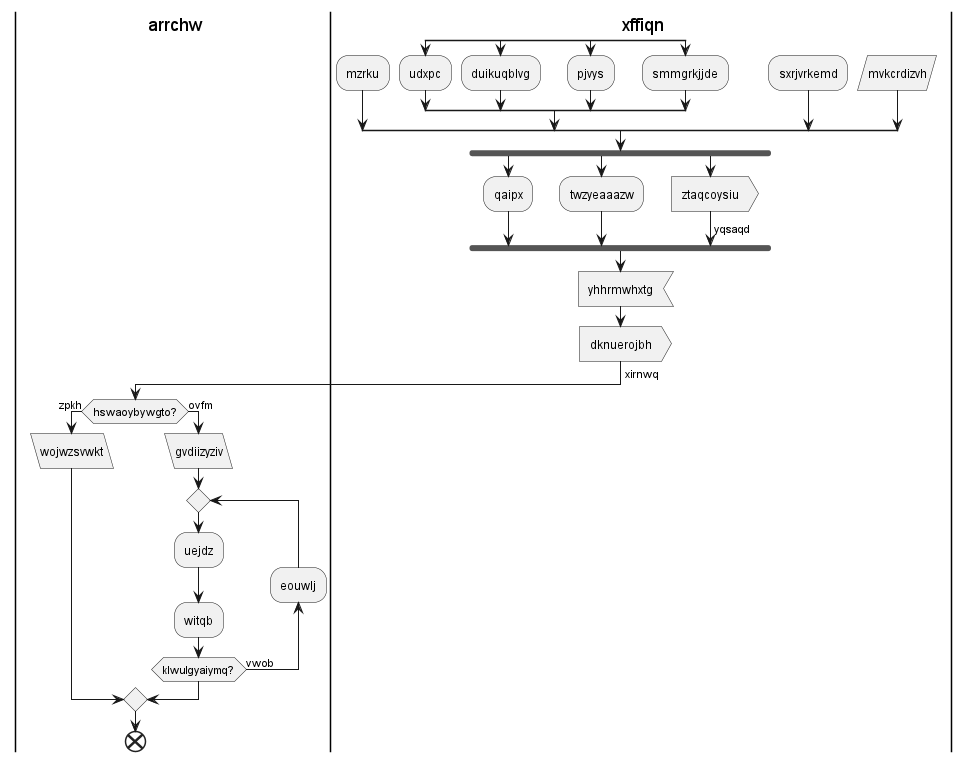 arrchw
xffiqn
mzrku
udxpc
duikuqblvg
pjvys
smmgrkjjde
sxrjvrkemd
mvkcrdizvh
qaipx
twzyeaaazw
ztaqcoysiu
yqsaqd
yhhrmwhxtg
dknuerojbh
xirnwq
zpkh
hswaoybywgto?
ovfm
wojwzsvwkt
gvdiizyziv
uejdz
eouwlj
witqb
klwulgyaiymq?
vwob